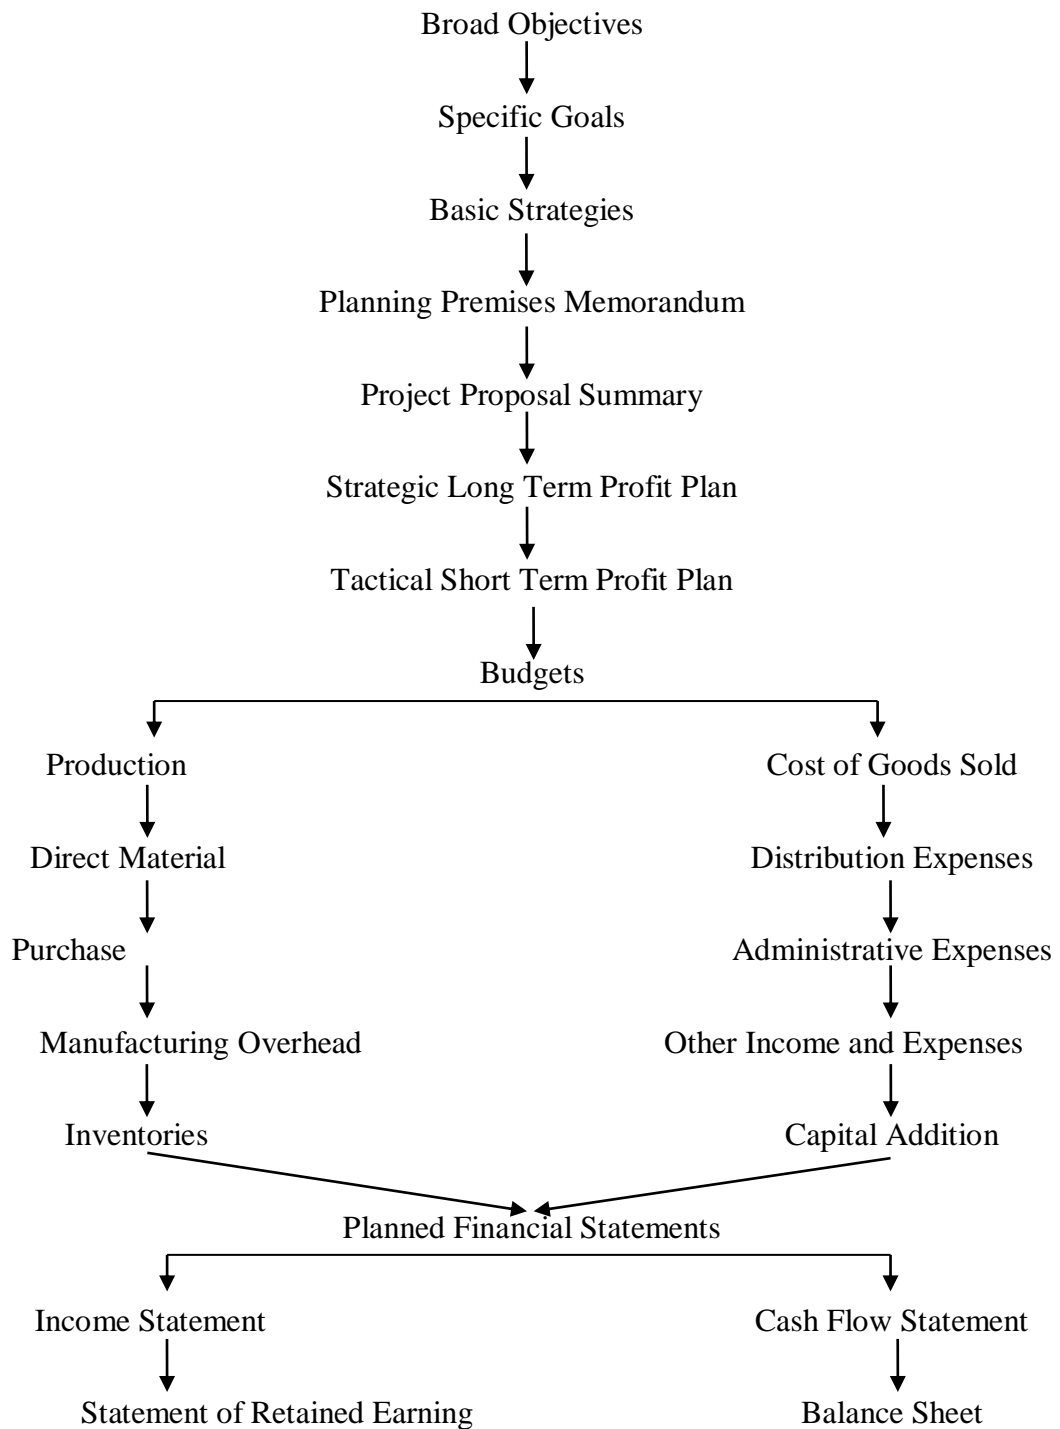 Broad Objectives
Specific Goals
Basic Strategies
Planning Premises Memorandum
Project Proposal Summary
Strategic Long Term Profit Plan
Tactical Short Term Profit Plan
Budgets
Production
Cost of Goods Sold
Direct Material
Distribution Expenses
Purchase
Administrative Expenses
Manufacturing Overhead
Other Income and Expenses
Inventories
Capital Addition
Planned Financial Statements
Income Statement
Cash Flow Statement
Statement of Retained Earning
Balance Sheet